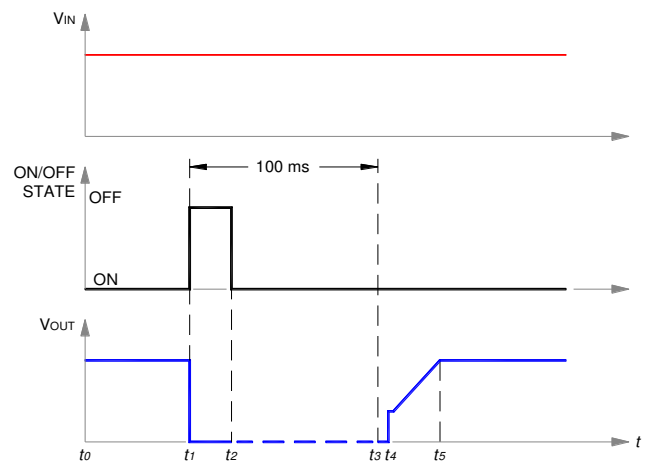 VIN
100 ms
ON/OFF
STATE
OFF
ON
VOUT
t
t0 t1 t2 t3 t4 t5